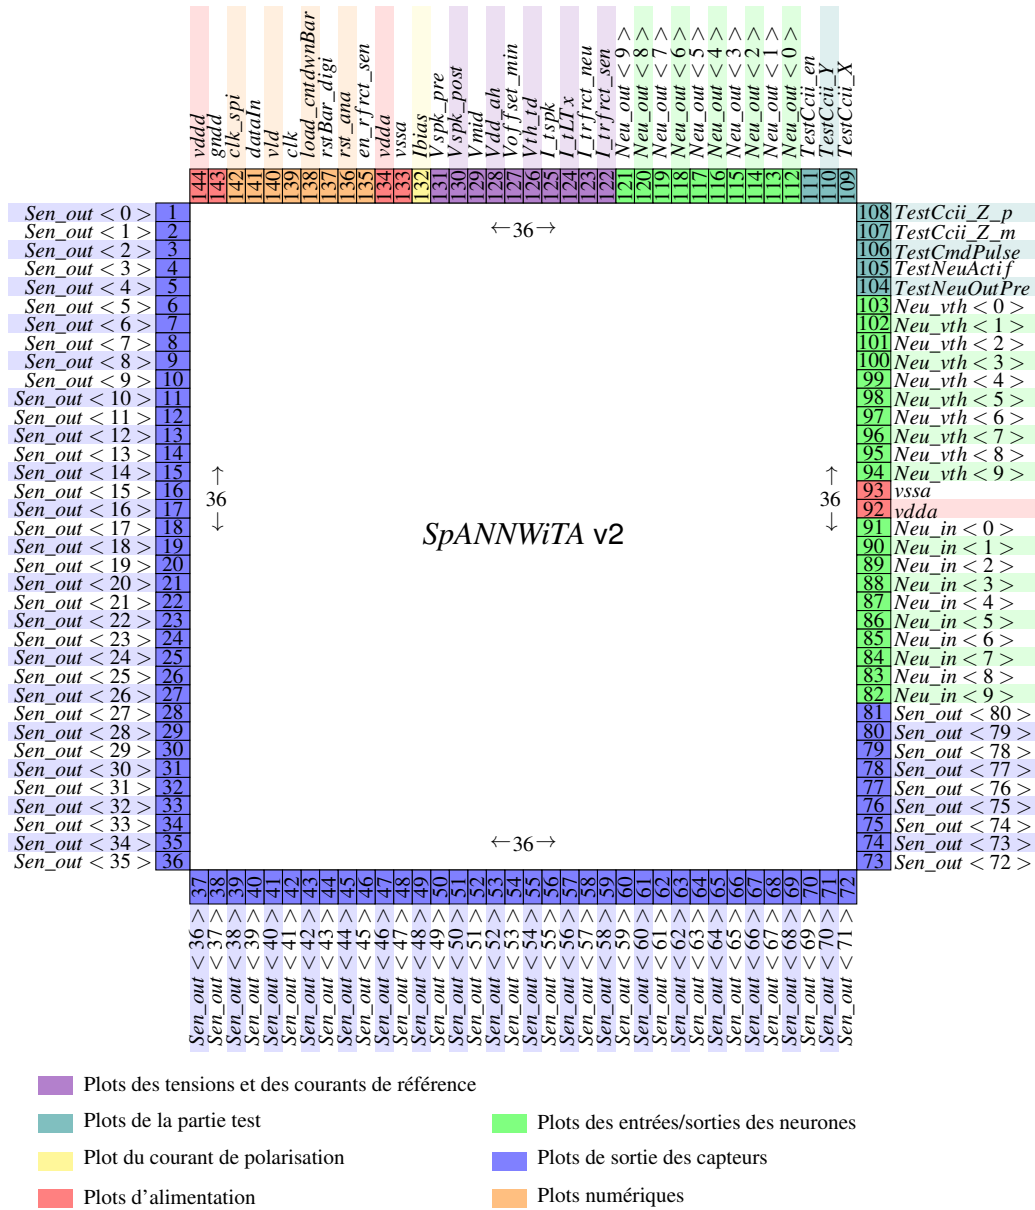 vddd
gndd
clk_spi
dataIn
vld
clk
load_cntdwnBar
rstBar_digi
rst_ana
en_rfrct_sen
vdda
vssa
Ibias
Vspk_pre
Vspk_post
Vmid
Vdd_ah
Voffset_min
Vth_Id
I_tspk
I_tLTx
I_trfrct_neu
I_trfrct_sen
Neu_out < 9 >
Neu_out < 8 >
Neu_out < 7 >
Neu_out < 6 >
Neu_out < 5 >
Neu_out < 4 >
Neu_out < 3 >
Neu_out < 2 >
Neu_out < 1 >
Neu_out < 0 >
TestCcii_en
TestCcii_Y
TestCcii_X
144 143 142 141 140 139 138 137 136 135 134 133 132 131 130 129 128 127 126 125 124 123 122 121 120 119 118 117 116 115 114 113 112 111 110 109
Sen_out < 0 > 1
Sen_out < 1 > 2
Sen_out < 2 > 3
Sen_out < 3 > 4
Sen_out < 4 > 5
Sen_out < 5 > 6
Sen_out < 6 > 7
Sen_out < 7 > 8
Sen_out < 8 > 9
Sen_out < 9 > 10
Sen_out < 10 > 11
Sen_out < 11 > 12
Sen_out < 12 > 13
Sen_out < 13 > 14
Sen_out < 14 > 15
Sen_out < 15 > 16
Sen_out < 16 > 17
Sen_out < 17 > 18
Sen_out < 18 > 19
Sen_out < 19 > 20
Sen_out < 20 > 21
Sen_out < 21 > 22
Sen_out < 22 > 23
Sen_out < 23 > 24
Sen_out < 24 > 25
Sen_out < 25 > 26
Sen_out < 26 > 27
Sen_out < 27 > 28
Sen_out < 28 > 29
Sen_out < 29 > 30
Sen_out < 30 > 31
Sen_out < 31 > 32
Sen_out < 32 > 33
Sen_out < 33 > 34
Sen_out < 34 > 35
Sen_out < 35 > 36
←36→
← 36 →
SpANNWiTA v2
← 36 →
←36→
108 TestCcii_Z_p
107 TestCcii_Z_m
106 TestCmdPulse
105 TestNeuActif
104 TestNeuOutPre
103 Neu_vth < 0 >
102 Neu_vth < 1 >
101 Neu_vth < 2 >
100 Neu_vth < 3 >
99 Neu_vth < 4 >
98 Neu_vth < 5 >
97 Neu_vth < 6 >
96 Neu_vth < 7 >
95 Neu_vth < 8 >
94 Neu_vth < 9 >
93 vssa
92 vdda
91 Neu_in < 0 >
90 Neu_in < 1 >
89 Neu_in < 2 >
88 Neu_in < 3 >
87 Neu_in < 4 >
86 Neu_in < 5 >
85 Neu_in < 6 >
84 Neu_in < 7 >
83 Neu_in < 8 >
82 Neu_in < 9 >
81 Sen_out < 80 >
80 Sen_out < 79 >
79 Sen_out < 78 >
78 Sen_out < 77 >
77 Sen_out < 76 >
76 Sen_out < 75 >
75 Sen_out < 74 >
74 Sen_out < 73 >
73 Sen_out < 72 >
37 38 39 40 41 42 43 44 45 46 47 48 49 50 51 52 53 54 55 56 57 58 59 60 61 62 63 64 65 66 67 68 69 70 71 72
Sen_out < 36 >
Sen_out < 37 >
Sen_out < 38 >
Sen_out < 39 >
Sen_out < 40 >
Sen_out < 41 >
Sen_out < 42 >
Sen_out < 43 >
Sen_out < 44 >
Sen_out < 45 >
Sen_out < 46 >
Sen_out < 47 >
Sen_out < 48 >
Sen_out < 49 >
Sen_out < 50 >
Sen_out < 51 >
Sen_out < 52 >
Sen_out < 53 >
Sen_out < 54 >
Sen_out < 55 >
Sen_out < 56 >
Sen_out < 57 >
Sen_out < 58 >
Sen_out < 59 >
Sen_out < 60 >
Sen_out < 61 >
Sen_out < 62 >
Sen_out < 63 >
Sen_out < 64 >
Sen_out < 65 >
Sen_out < 66 >
Sen_out < 67 >
Sen_out < 68 >
Sen_out < 69 >
Sen_out < 70 >
Sen_out < 71 >
Plots des tensions et des courants de référence
Plots de la partie test
Plots des entrées/sorties des neurones
Plot du courant de polarisation
Plots de sortie des capteurs
Plots d'alimentation
Plots numériques